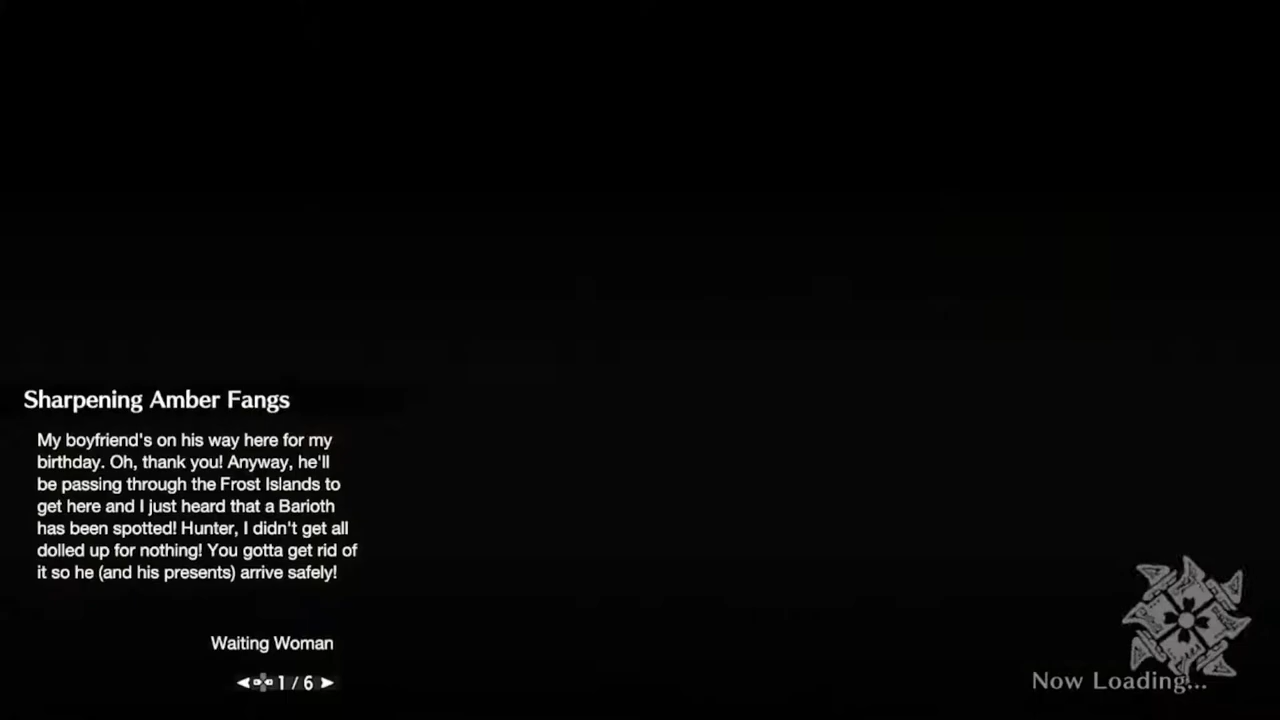 Sharpening Amber Fangs
My boyfriend's on his way here for my
birthday. Oh, thank you! Anyway, he'll
be passing through the Frost Islands to
get here and I just heard that a Barioth
has been spotted! Hunter, I didn't get all
dolled up for nothing! You gotta get rid of
it so he (and his presents) arrive safely!
Waiting Woman
1 / 6
Now Loading...